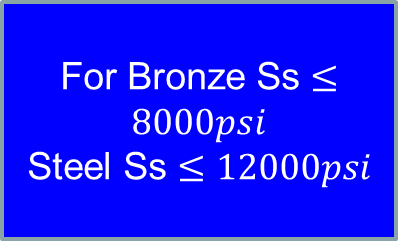 For Bronze Ss ≤
8000psi
Steel Ss ≤ 12000psi